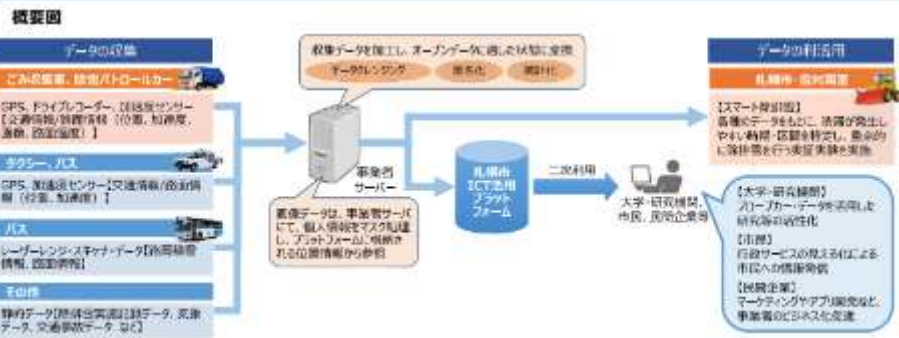 概要図
データの収集
ごみ収集車、除雪パトロールカー
GPS、ドライブレコーダー、加速度センサー
【交通情報/路面情報（位置、加速度、
画像、路面温度）】
タクシー、バス
GPS、加速度センサー【交通情報/路面情
報（位置、加速度）】
バス
レーザーレンジ・スキャナ・データ【路肩積雪
情報、路面情報】
その他
静的データ【除排雪実績記録データ、気象
データ、交通事故データ など】
収集データを加工し、オープンデータに適した状態に変換
データクレンジング
匿名化
統計化
事業者
サーバー
画像データは、事業者サーバ
にて、個人情報をマスク処理
し、プラットフォームに格納さ
れる位置情報から参照
札幌市
ICT活用
プラット
フォーム
二次利用
大学・研究機関、
市民、民間企業等
データの利活用
札幌市・
【スマート除排雪】
各種のデータをもとに、渋滞が発生し
やすい時間・区間を特定し、重点的
に除排雪を行う実証実験を実施
【大学・研究機関】
プローブカー・データを活用した
研究等の活性化
【市民】
行政サービスの見える化による
市民への情報発信
【民間企業】
マーケティングやアプリ開発など、
事業者のビジネス化促進